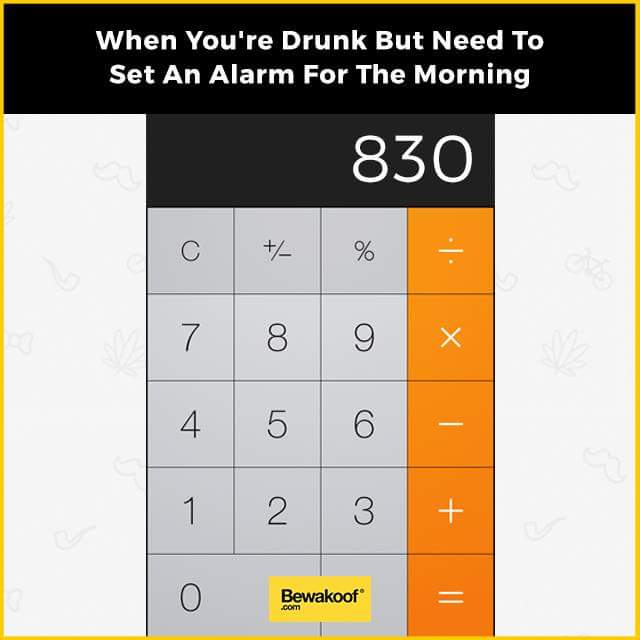 When You're Drunk But Need To
Set An Alarm For The Morning
830
C +/− % ÷
7 8 9 ×
4 5 6 −
1 2 3 +
0 =
Bewakoof®
.com